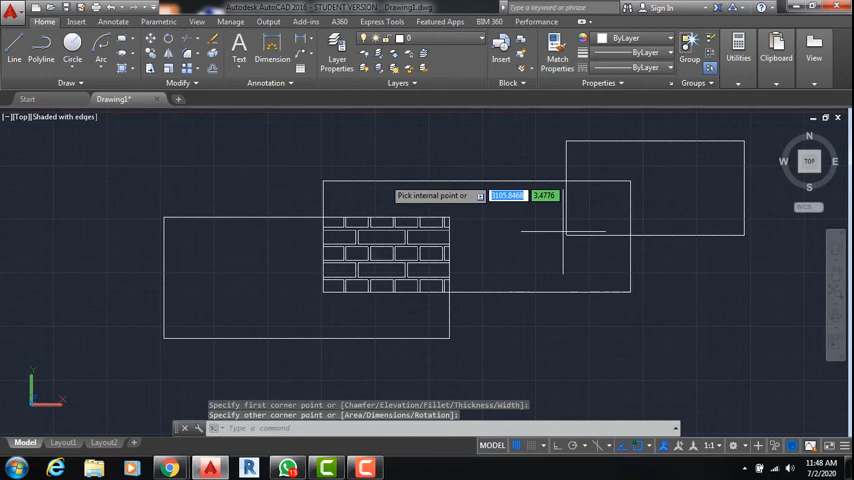 Autodesk AutoCAD 2016 - STUDENT VERSION Drawing1.dwg
Type a keyword or phrase
Sign In
Home Insert Annotate Parametric View Manage Output Add-ins A360 Express Tools Featured Apps BIM 360 Performance
Line Polyline Circle Arc
Text Dimension
Layer Properties
0
Insert
Match Properties
ByLayer
ByLayer
ByLayer
Group
Utilities
Clipboard
View
Draw Modify Annotation Layers Block Properties Groups
Start Drawing1*
[−][Top][Shaded with edges]
N
W TOP E
S
WCS
Pick internal point or 3105.8468 3.4776
Y
X
Specify first corner point or [Chamfer/Elevation/Fillet/Thickness/Width]:
Specify other corner point or [Area/Dimensions/Rotation]:
Type a command
Model Layout1 Layout2
MODEL 1:1
11:48 AM
7/2/2020